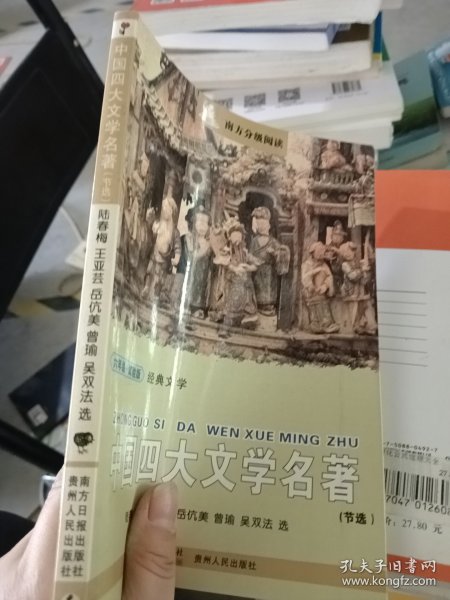 中国四大文学名著
(节选)
陆春梅 王亚芸 岳伉美 曾瑜 吴双法 选
南方日报出版社
贵州人民出版社
南方分级阅读
经典文学
ZHONG GUO SI DA WEN XUE MING ZHU
中国四大文学名著
(节选)
岳伉美 曾瑜 吴双法 选
贵州人民出版社
27.80 元
孔夫子旧书网
www.kongfz.com